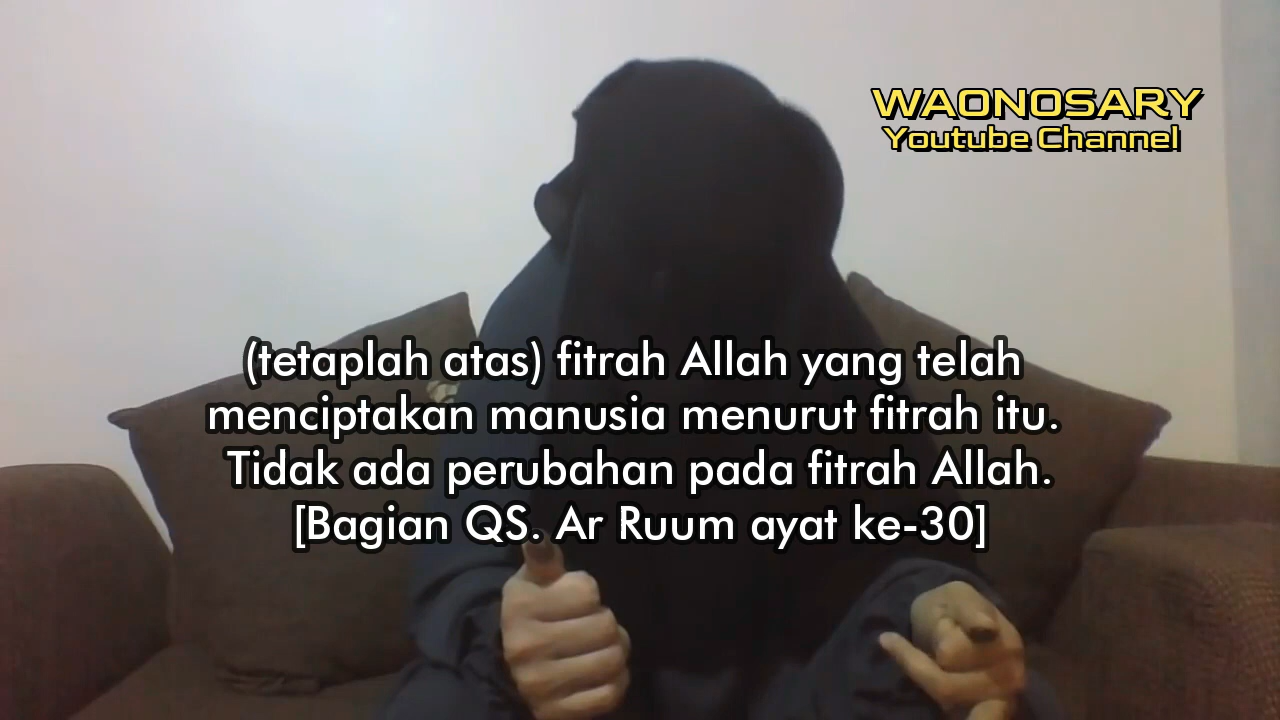 WAONOSARY
Youtube Channel
(tetaplah atas) fitrah Allah yang telah
menciptakan manusia menurut fitrah itu.
Tidak ada perubahan pada fitrah Allah.
[Bagian QS. Ar Ruum ayat ke-30]